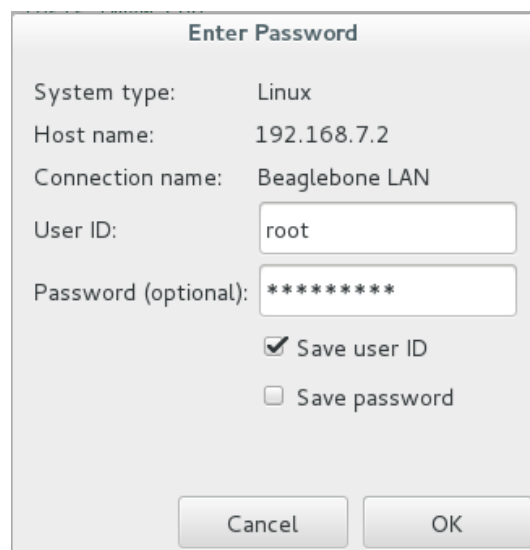 Enter Password
System type: Linux
Host name: 192.168.7.2
Connection name: Beaglebone LAN
User ID: root
Password (optional): *********
Save user ID
Save password
Cancel OK